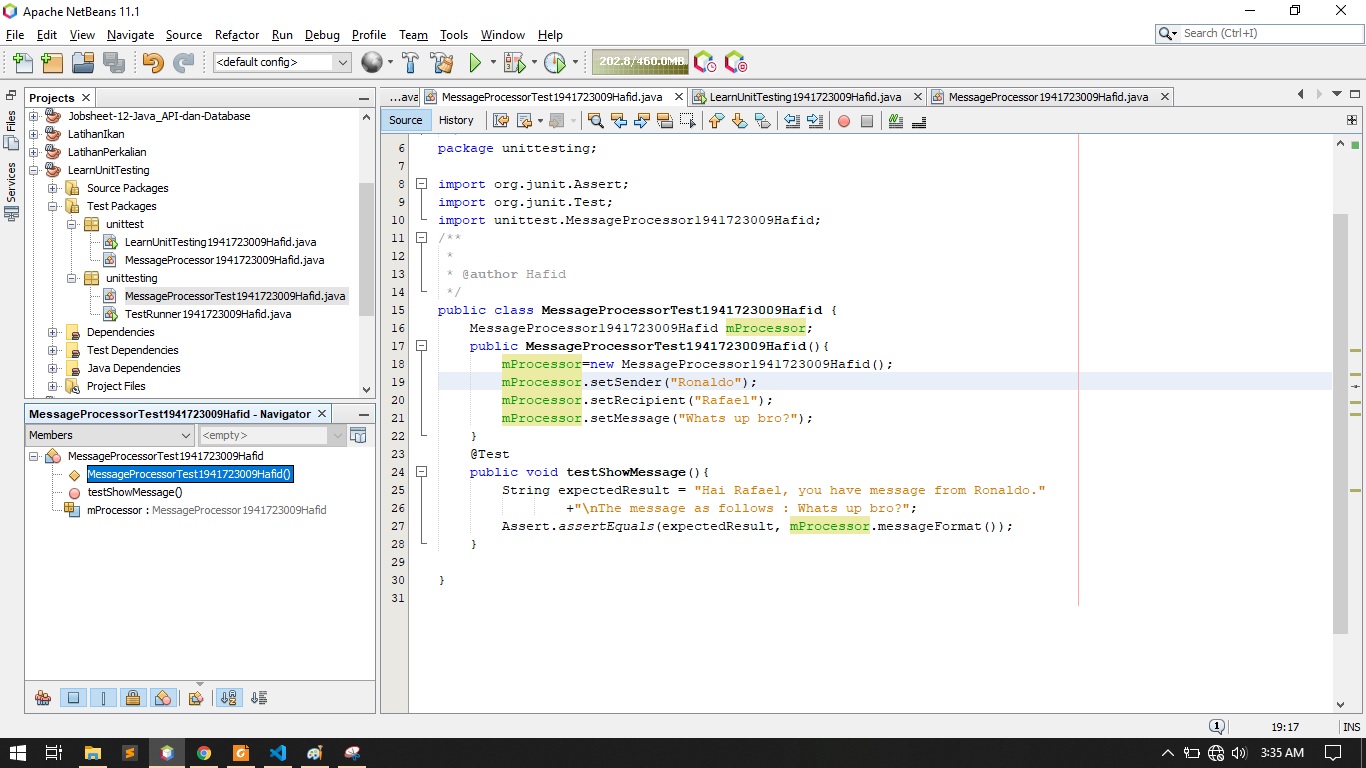 Apache NetBeans 11.1
File Edit View Navigate Source Refactor Run Debug Profile Team Tools Window Help
Search (Ctrl+I)
<default config>
202.8/460.0MB
Files
Services
Projects
Jobsheet-12-Java_API-dan-Database
LatihanIkan
LatihanPerkalian
LearnUnitTesting
Source Packages
Test Packages
unittest
LearnUnitTesting1941723009Hafid.java
MessageProcessor1941723009Hafid.java
unittesting
MessageProcessorTest1941723009Hafid.java
TestRunner1941723009Hafid.java
Dependencies
Test Dependencies
Java Dependencies
Project Files
MessageProcessorTest1941723009Hafid - Navigator
Members
<empty>
MessageProcessorTest1941723009Hafid
MessageProcessorTest1941723009Hafid()
testShowMessage()
mProcessor : MessageProcessor1941723009Hafid
...ava MessageProcessorTest1941723009Hafid.java LearnUnitTesting1941723009Hafid.java MessageProcessor1941723009Hafid.java
Source History
6 package unittesting;
7
8 import org.junit.Assert;
9 import org.junit.Test;
10 import unittest.MessageProcessor1941723009Hafid;
11 /**
12 *
13 * @author Hafid
14 */
15 public class MessageProcessorTest1941723009Hafid {
16 MessageProcessor1941723009Hafid mProcessor;
17 public MessageProcessorTest1941723009Hafid(){
18 mProcessor=new MessageProcessor1941723009Hafid();
19 mProcessor.setSender("Ronaldo");
20 mProcessor.setRecipient("Rafael");
21 mProcessor.setMessage("Whats up bro?");
22 }
23 @Test
24 public void testShowMessage(){
25 String expectedResult = "Hai Rafael, you have message from Ronaldo."
26 +"\nThe message as follows : Whats up bro?";
27 Assert.assertEquals(expectedResult, mProcessor.messageFormat());
28 }
29
30 }
31
1
19:17
INS
3:35 AM